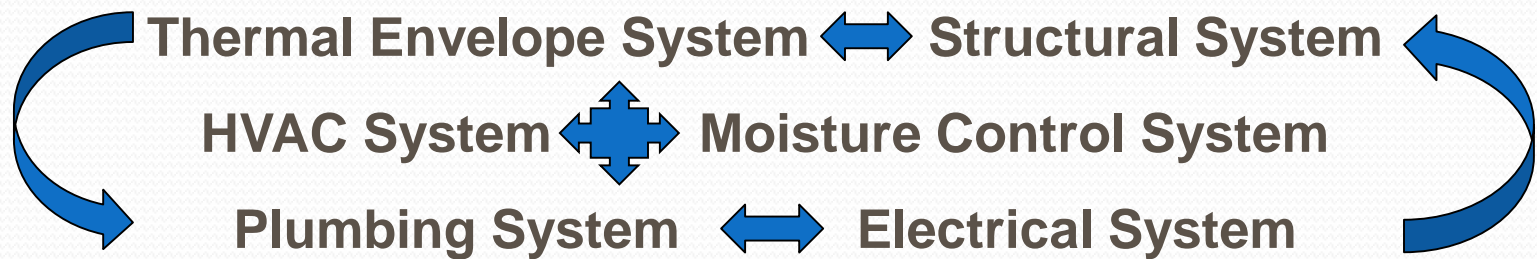 Thermal Envelope System Structural System
HVAC System Moisture Control System
Plumbing System Electrical System